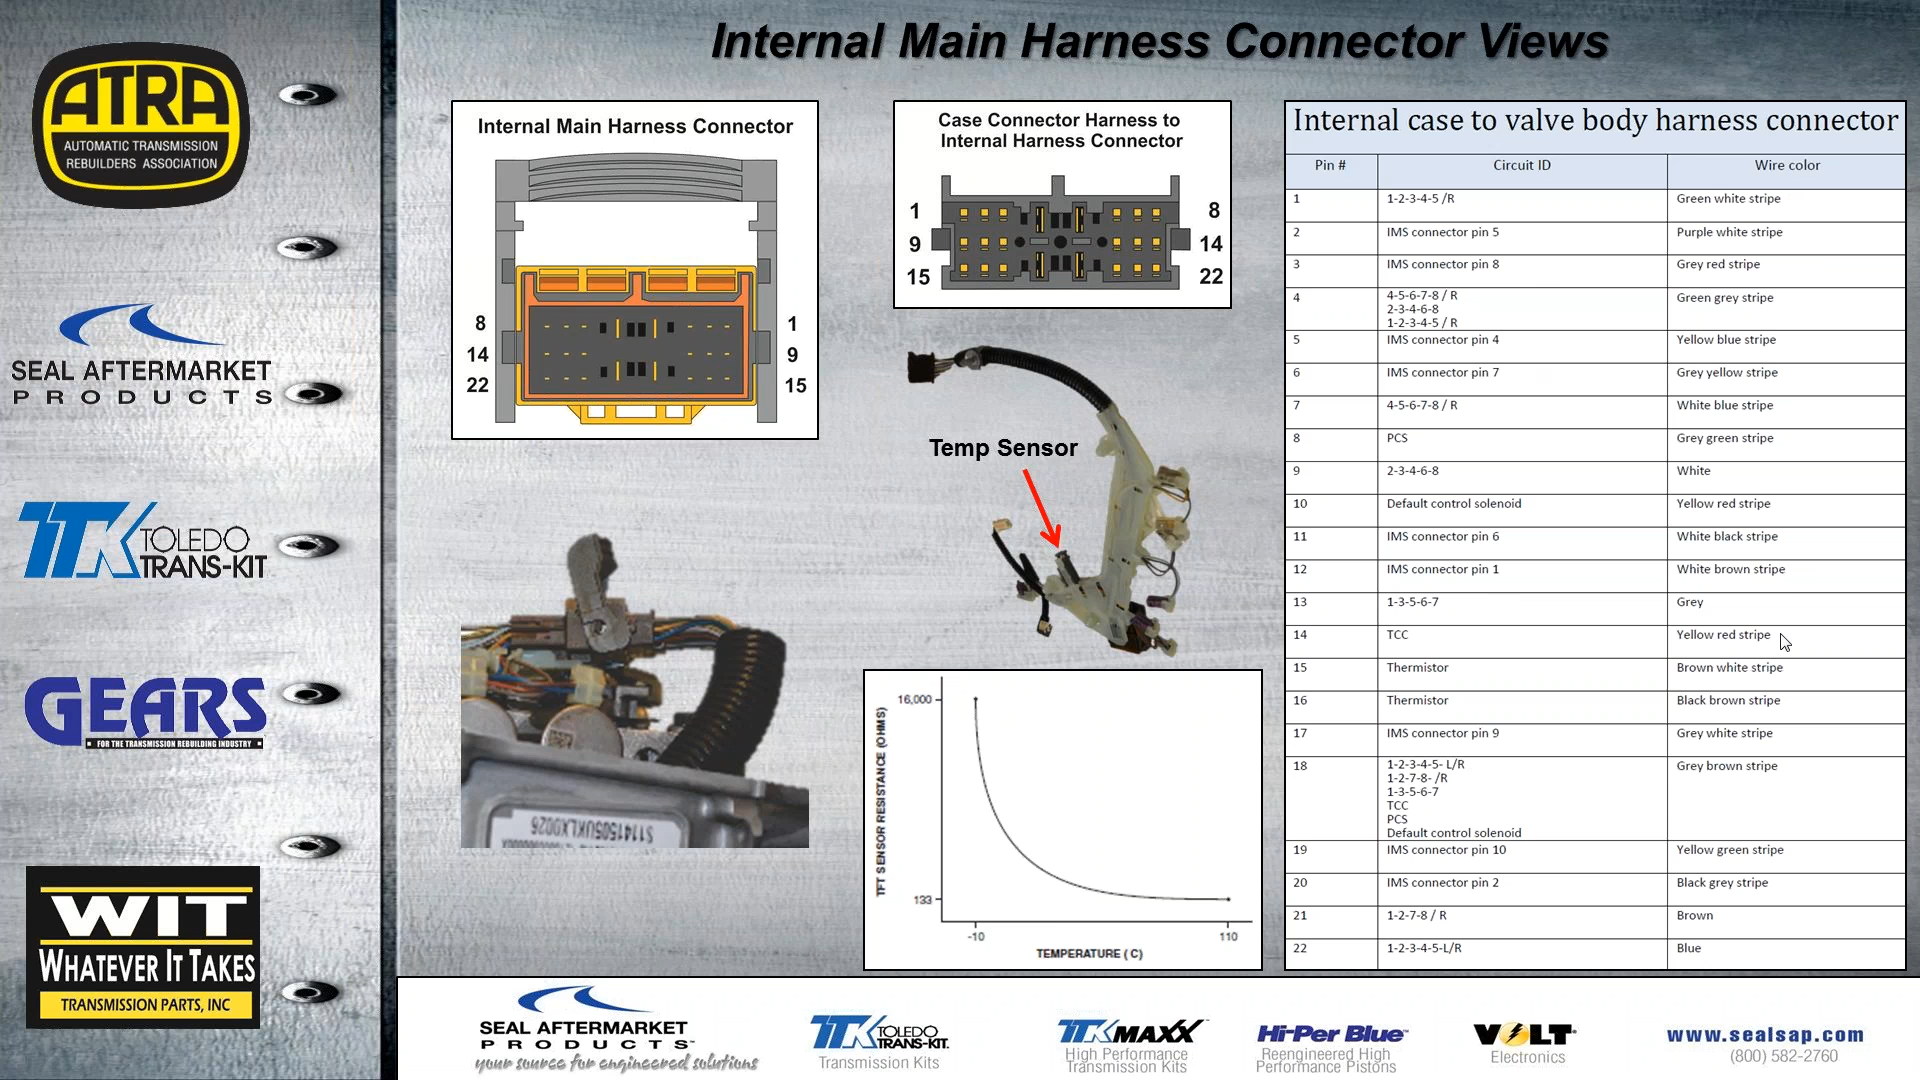 Internal Main Harness Connector Views
ATRA
AUTOMATIC TRANSMISSION
REBUILDERS ASSOCIATION
SEAL AFTERMARKET
PRODUCTS
TTK TOLEDO
TRANS-KIT
GEARS
FOR THE TRANSMISSION REBUILDING INDUSTRY
WIT
WHATEVER IT TAKES
TRANSMISSION PARTS, INC
Internal Main Harness Connector
8 1
14 9
22 15
Case Connector Harness to
Internal Harness Connector
1 8
9 14
15 22
Temp Sensor
S1141505UKLX0026
TFT SENSOR RESISTANCE (OHMS)
16,000
133
-10 110
TEMPERATURE ( C)
Internal case to valve body harness connector
Pin # Circuit ID Wire color
1 1-2-3-4-5 /R Green white stripe
2 IMS connector pin 5 Purple white stripe
3 IMS connector pin 8 Grey red stripe
4 4-5-6-7-8 / R Green grey stripe
2-3-4-6-8
1-2-3-4-5 / R
5 IMS connector pin 4 Yellow blue stripe
6 IMS connector pin 7 Grey yellow stripe
7 4-5-6-7-8 / R White blue stripe
8 PCS Grey green stripe
9 2-3-4-6-8 White
10 Default control solenoid Yellow red stripe
11 IMS connector pin 6 White black stripe
12 IMS connector pin 1 White brown stripe
13 1-3-5-6-7 Grey
14 TCC Yellow red stripe
15 Thermistor Brown white stripe
16 Thermistor Black brown stripe
17 IMS connector pin 9 Grey white stripe
18 1-2-3-4-5- L/R Grey brown stripe
1-2-7-8- /R
1-3-5-6-7
TCC
PCS
Default control solenoid
19 IMS connector pin 10 Yellow green stripe
20 IMS connector pin 2 Black grey stripe
21 1-2-7-8 / R Brown
22 1-2-3-4-5-L/R Blue
SEAL AFTERMARKET
PRODUCTS™
your source for engineered solutions
TTK TOLEDO
TRANS-KIT.
Transmission Kits
TTK MAXX™
High Performance
Transmission Kits
Hi-Per Blue™
Reengineered High
Performance Pistons
VOLT
Electronics
www.sealsap.com
(800) 582-2760